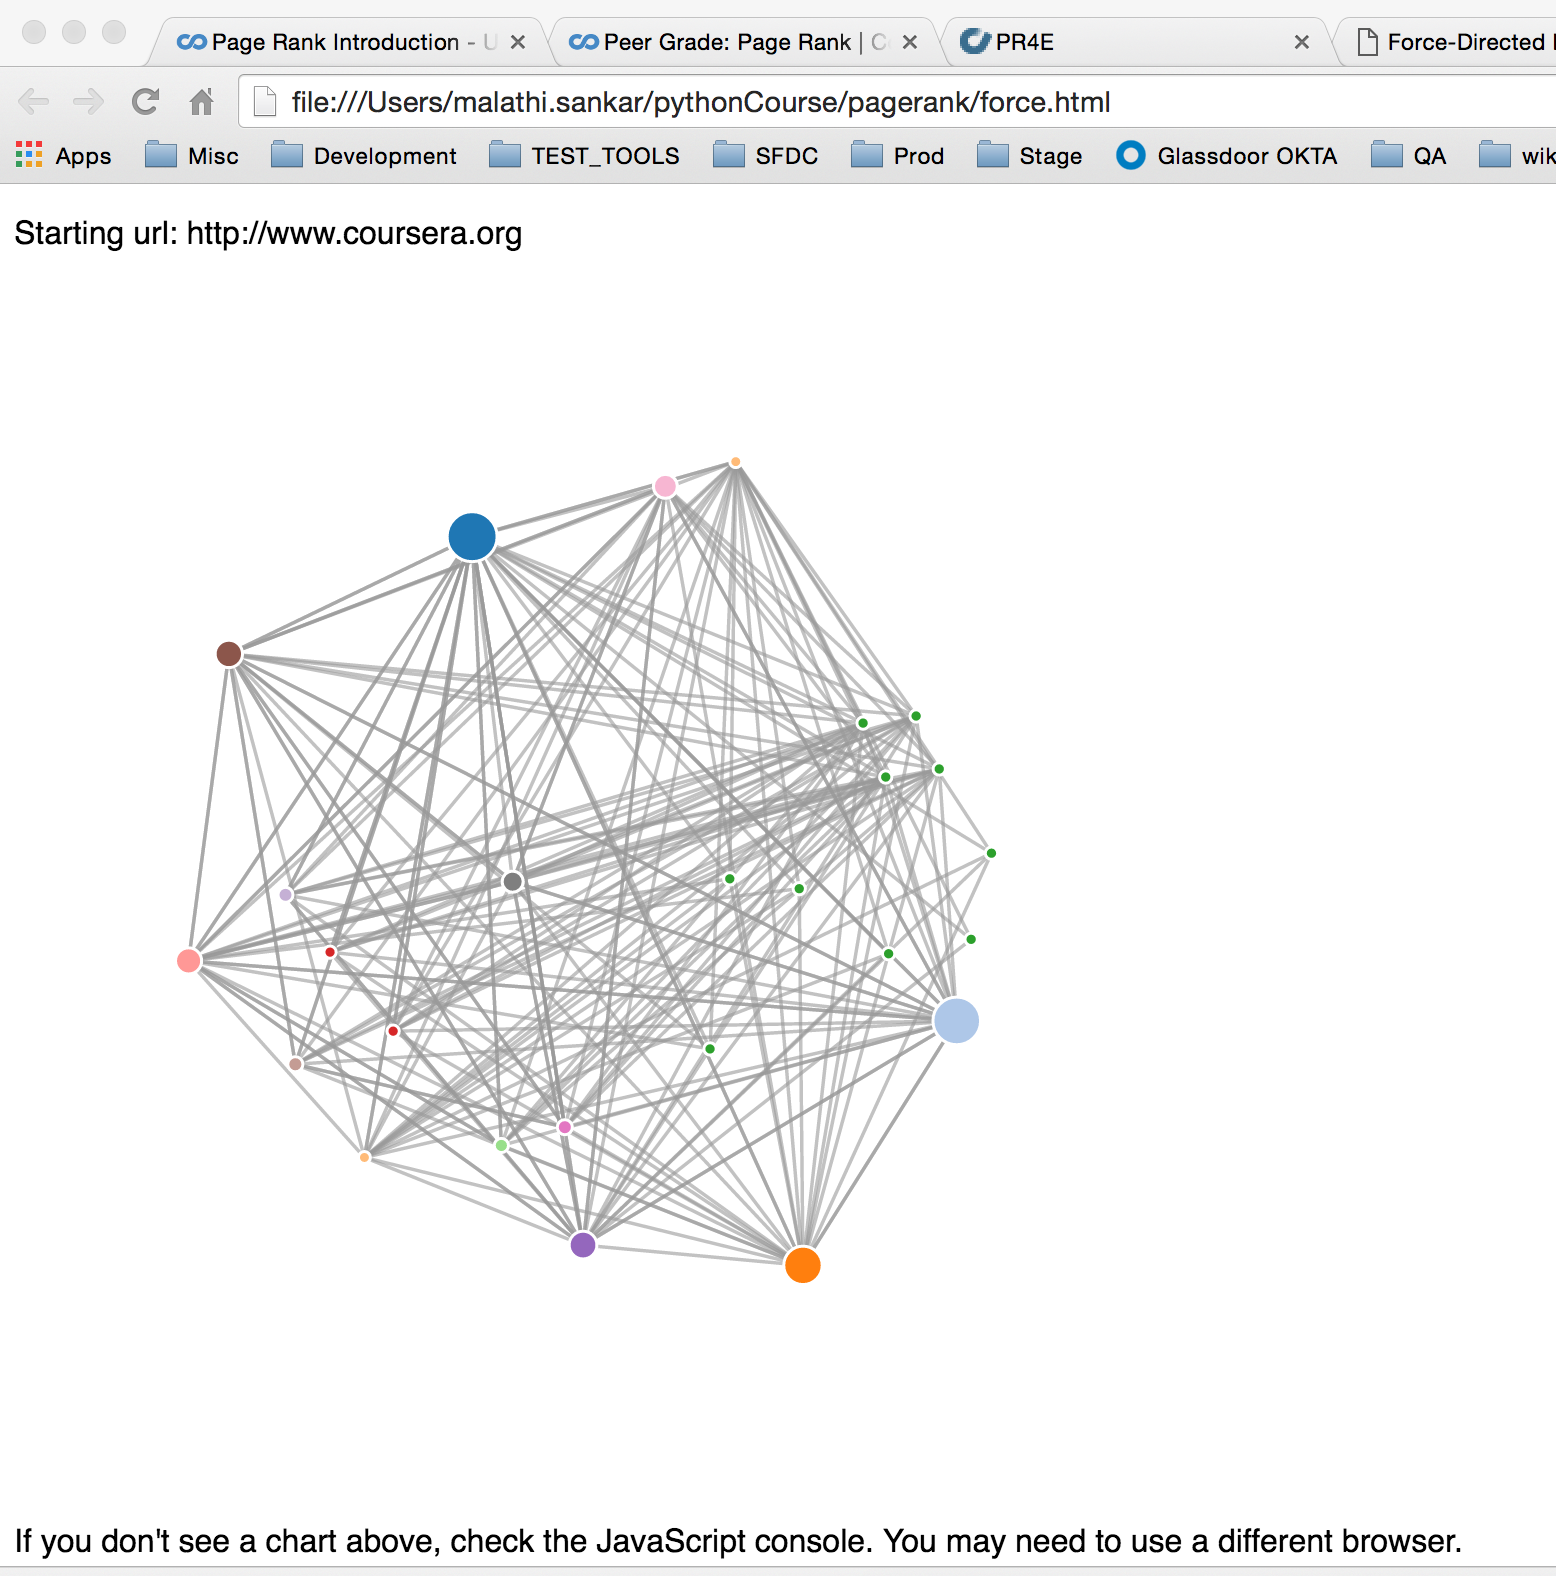 Page Rank Introduction - U
Peer Grade: Page Rank | C
PR4E
Force-Directed
file:///Users/malathi.sankar/pythonCourse/pagerank/force.html
Apps Misc Development TEST_TOOLS SFDC Prod Stage Glassdoor OKTA QA wik
Starting url: http://www.coursera.org
If you don't see a chart above, check the JavaScript console. You may need to use a different browser.